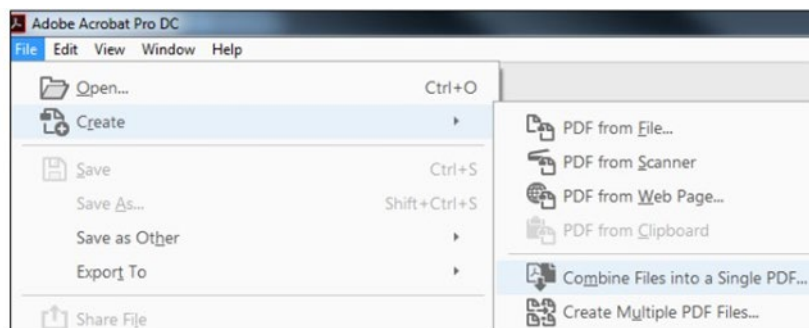 Adobe Acrobat Pro DC
File Edit View Window Help
Open... Ctrl+O
Create
PDF from File...
PDF from Scanner
Save Ctrl+S
PDF from Web Page...
Save As... Shift+Ctrl+S
PDF from Clipboard
Save as Other
Export To
Combine Files into a Single PDF...
Share File
Create Multiple PDF Files...